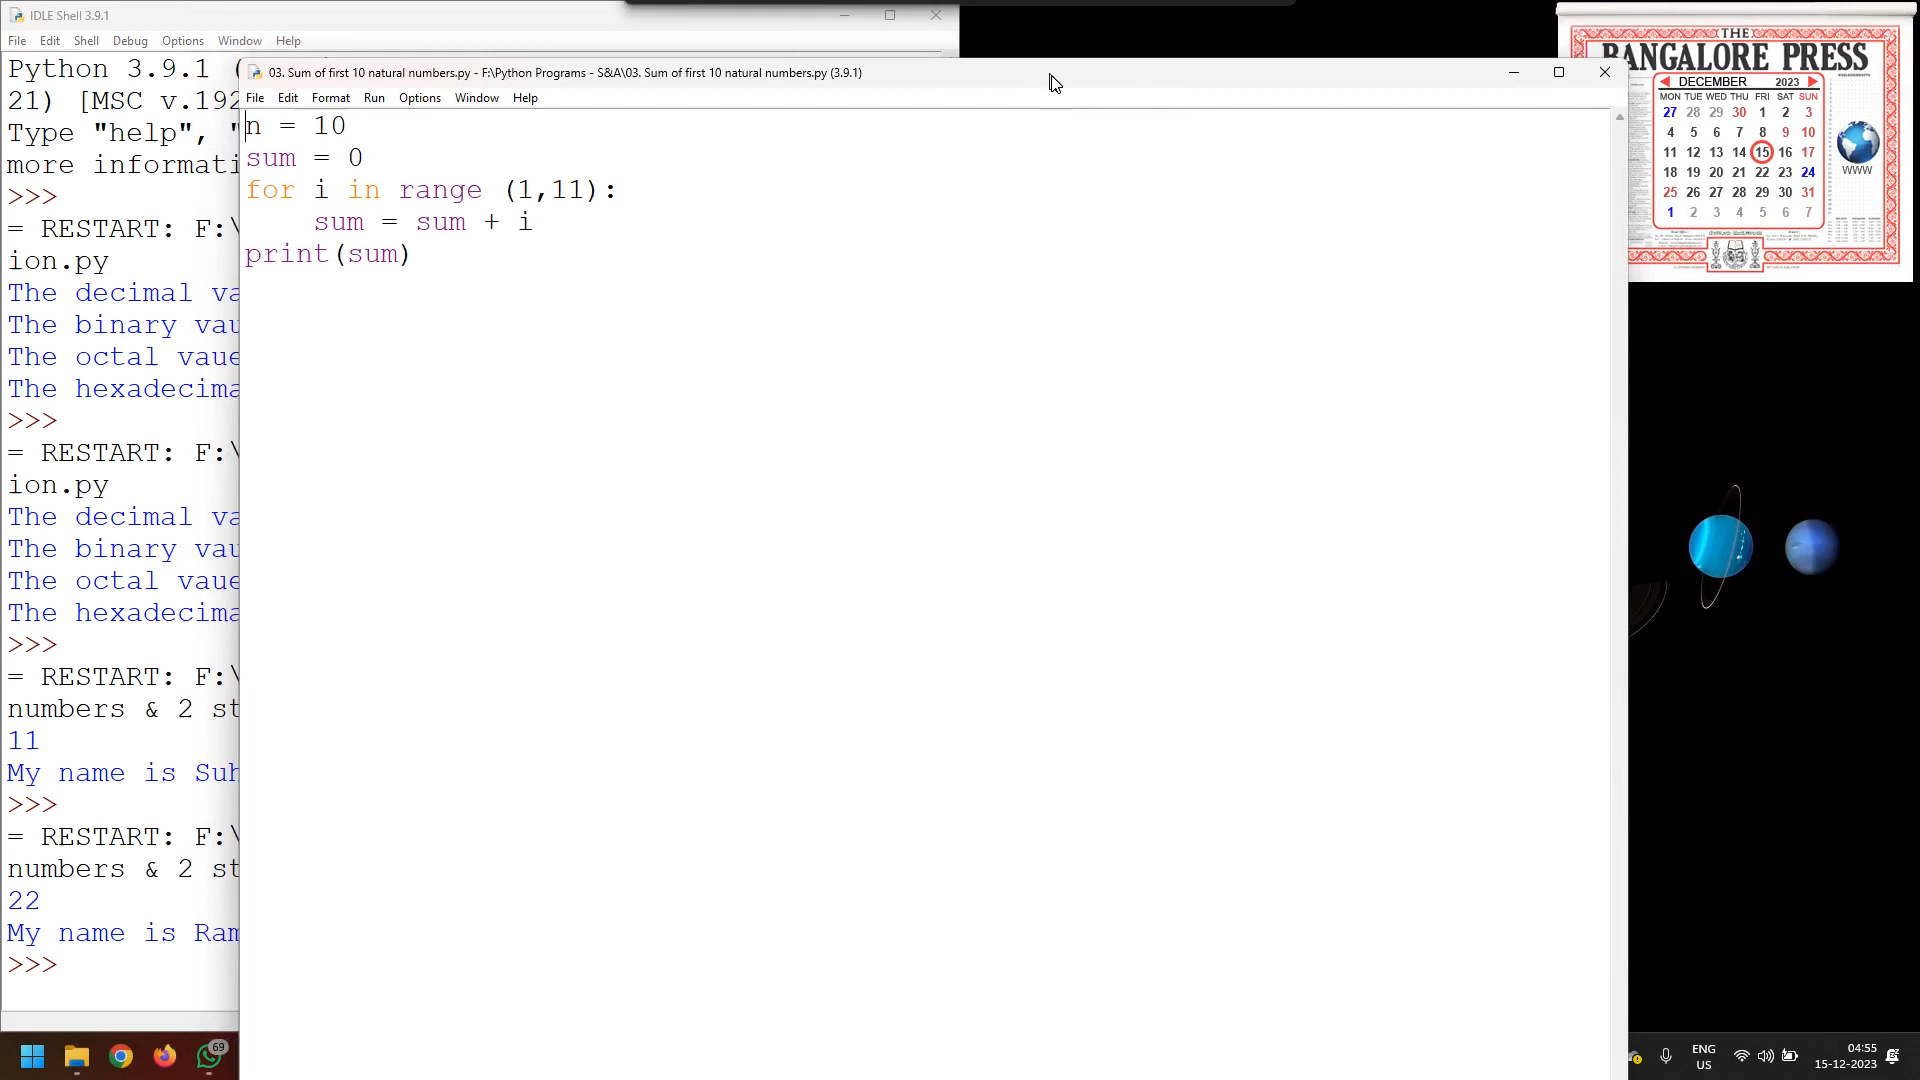 IDLE Shell 3.9.1
File Edit Shell Debug Options Window Help
Python 3.9.1 (
21) [MSC v.192
Type "help", "
more informati
>>>
= RESTART: F:\
ion.py
The decimal va
The binary vau
The octal vaue
The hexadecima
>>>
= RESTART: F:\
ion.py
The decimal va
The binary vau
The octal vaue
The hexadecima
>>>
= RESTART: F:\
numbers & 2 st
11
My name is Suh
>>>
= RESTART: F:\
numbers & 2 st
22
My name is Ram
>>>
03. Sum of first 10 natural numbers.py - F:\Python Programs - S&A\03. Sum of first 10 natural numbers.py (3.9.1)
File Edit Format Run Options Window Help
n = 10
sum = 0
for i in range (1,11):
    sum = sum + i
print(sum)
THE
BANGALORE PRESS
DECEMBER 2023
MON TUE WED THU FRI SAT SUN
27 28 29 30 1 2 3
4 5 6 7 8 9 10
11 12 13 14 15 16 17
18 19 20 21 22 23 24
25 26 27 28 29 30 31
1 2 3 4 5 6 7
WWW
69
ENG
US
04:55
15-12-2023